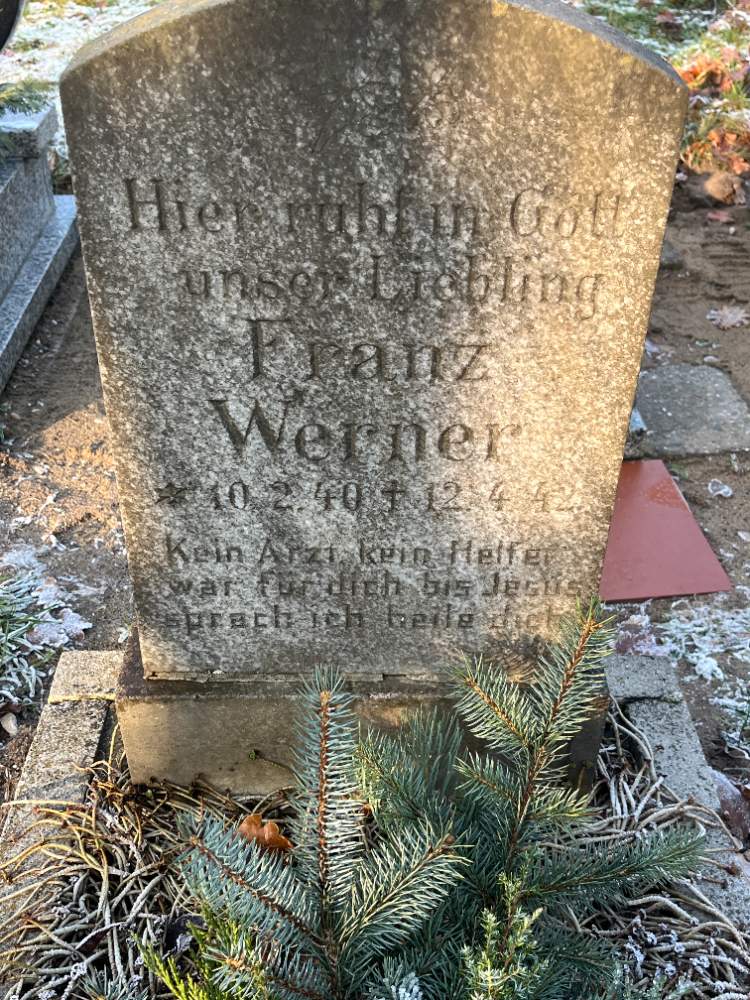 Hier ruht in Gott
unser Liebling
Franz
Werner
* 10.2.40 † 12.4.42.
Kein Arzt, kein Helfer
war für dich bis Jesus
sprach ich heile dich.